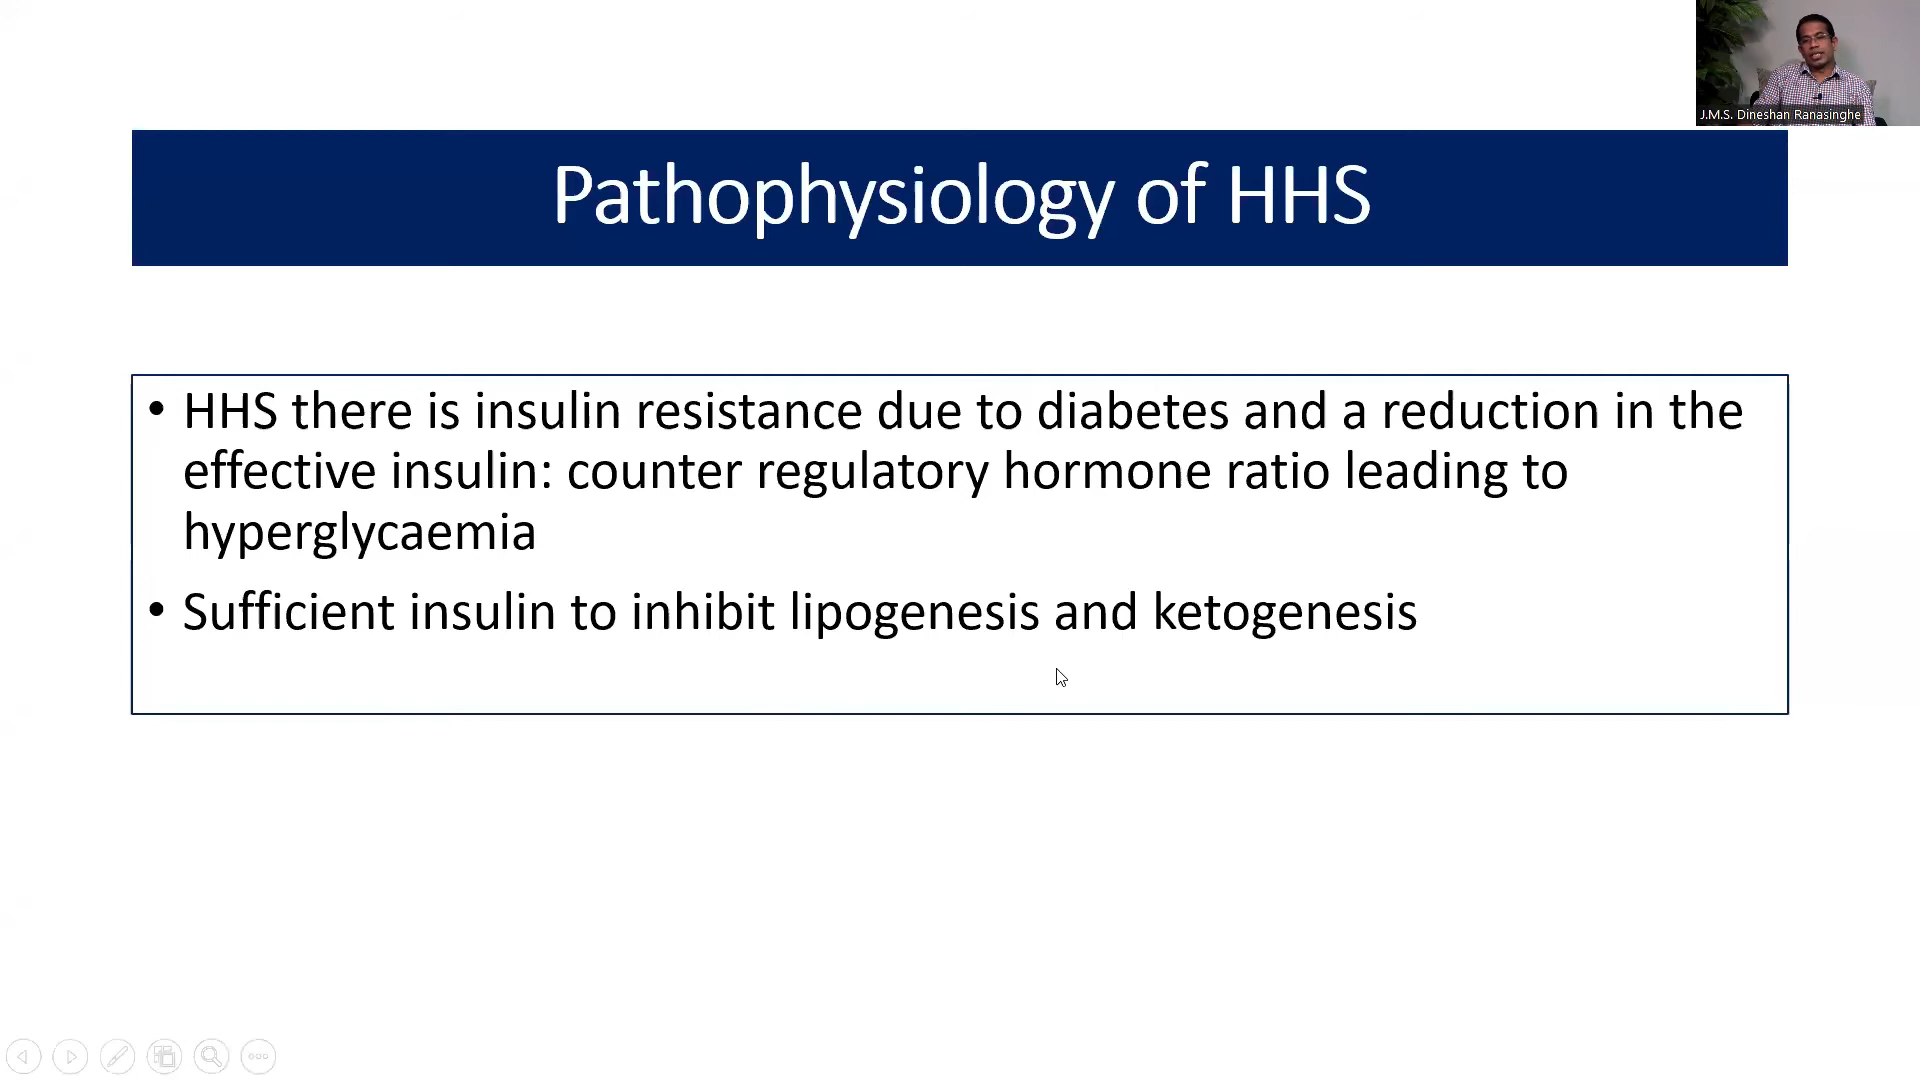 J.M.S. Dineshan Ranasinghe
Pathophysiology of HHS
• HHS there is insulin resistance due to diabetes and a reduction in the
effective insulin: counter regulatory hormone ratio leading to
hyperglycaemia
• Sufficient insulin to inhibit lipogenesis and ketogenesis